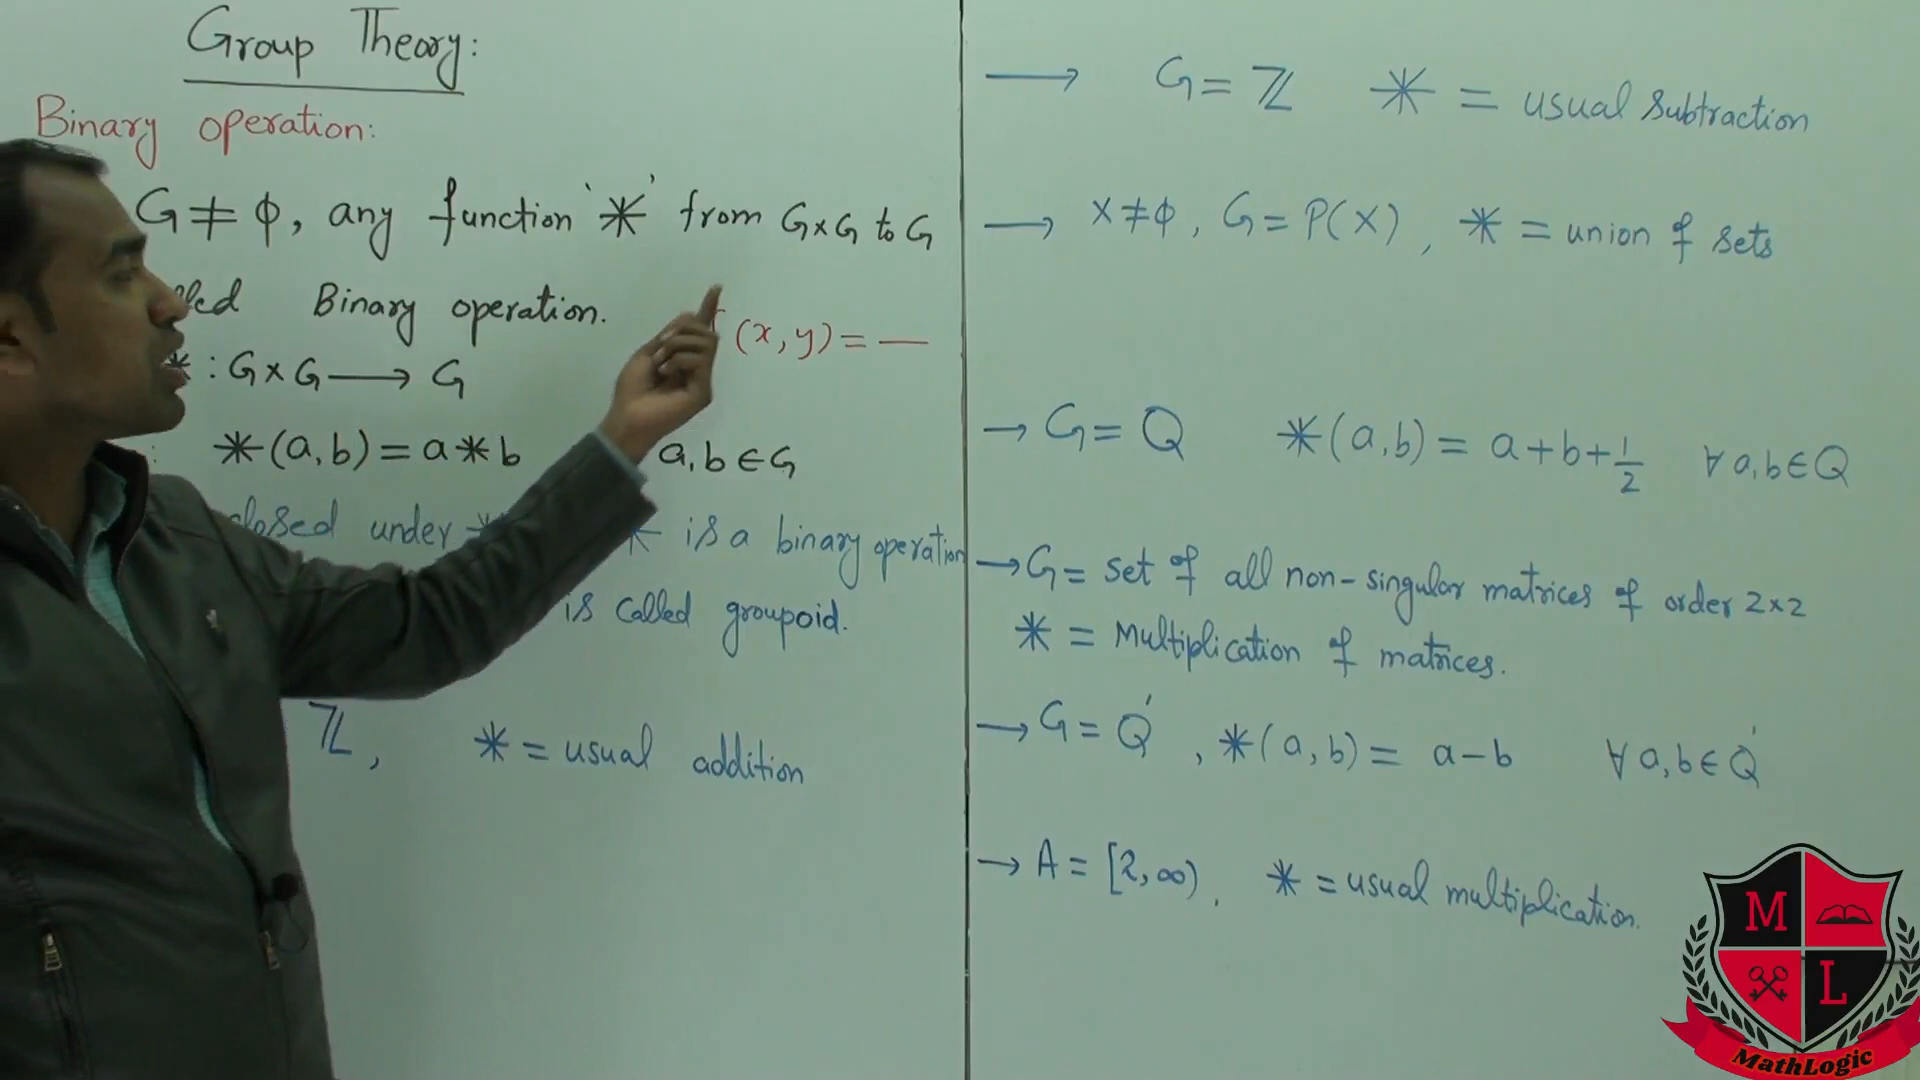 Group Theory:
Binary operation:
G ≠ ϕ, any function '*' from G×G to G
Binary operation.
(x, y) = —
* : G×G ⟶ G
: *(a, b) = a * b a, b ∈ G
closed under * * is a binary operation
is called groupoid.
ℤ, * = usual addition
⟶ G = ℤ * = usual subtraction
⟶ X ≠ ϕ, G = P(X), * = union of sets
→ G = Q *(a, b) = a + b + 1/2 ∀ a, b ∈ Q
→ G = set of all non-singular matrices of order 2×2
* = Multiplication of matrices.
→ G = Q', *(a, b) = a - b ∀ a, b ∈ Q'
→ A = [2, ∞), * = usual multiplication.
M
L
MathLogic